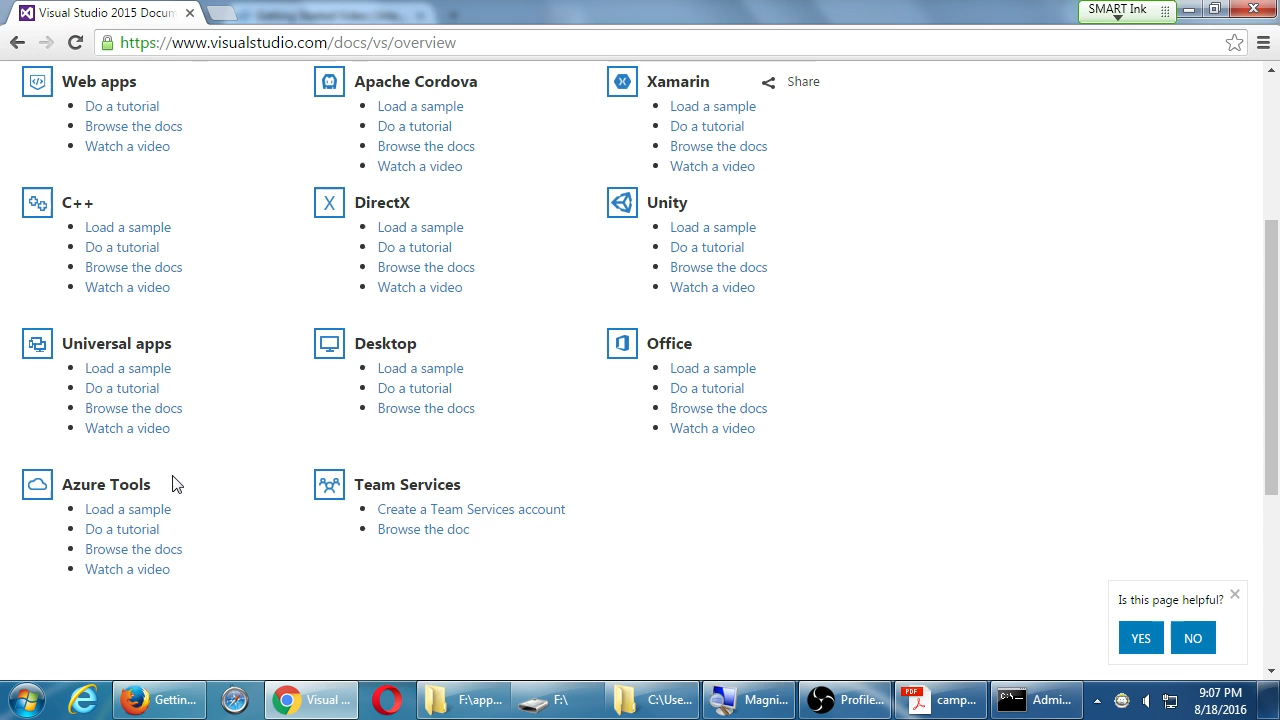 Visual Studio 2015 Docum
SMART Ink
https://www.visualstudio.com/docs/vs/overview
Web apps
Do a tutorial
Browse the docs
Watch a video
Apache Cordova
Load a sample
Do a tutorial
Browse the docs
Watch a video
Xamarin
Share
Load a sample
Do a tutorial
Browse the docs
Watch a video
C++
Load a sample
Do a tutorial
Browse the docs
Watch a video
DirectX
Load a sample
Do a tutorial
Browse the docs
Watch a video
Unity
Load a sample
Do a tutorial
Browse the docs
Watch a video
Universal apps
Load a sample
Do a tutorial
Browse the docs
Watch a video
Desktop
Load a sample
Do a tutorial
Browse the docs
Office
Load a sample
Do a tutorial
Browse the docs
Watch a video
Azure Tools
Load a sample
Do a tutorial
Browse the docs
Watch a video
Team Services
Create a Team Services account
Browse the doc
Is this page helpful?
YES NO
Gettin... Visual ... F:\app... F:\ C:\Use... Magni... Profile... PDF camp... Admi... 9:07 PM
8/18/2016